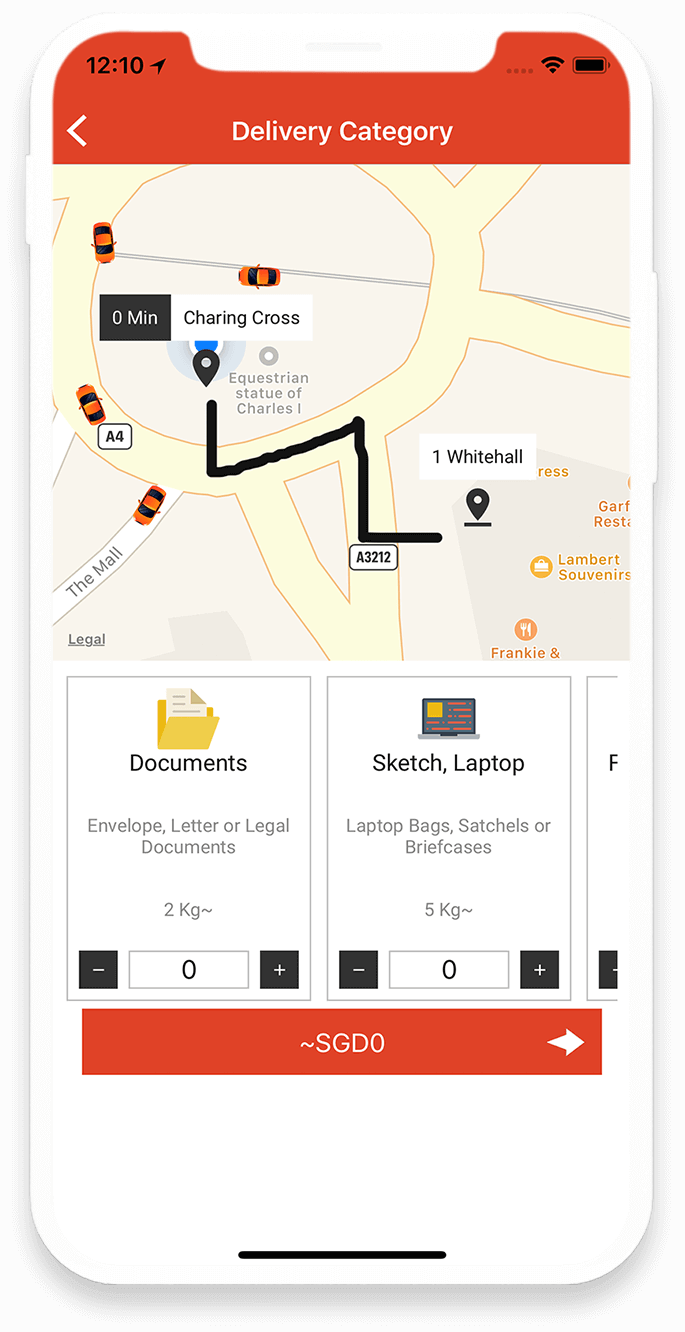 12:10
Delivery Category
0 Min
Charing Cross
Equestrian
statue of
Charles I
A4
1 Whitehall
ress
Garf
Resta
A3212
Lambert
Souvenirs
The Mall
Legal
Frankie &
Documents
Sketch, Laptop
F
Envelope, Letter or Legal
Documents
Laptop Bags, Satchels or
Briefcases
2 Kg~
5 Kg~
− 0 +
− 0 +
−
~SGD0